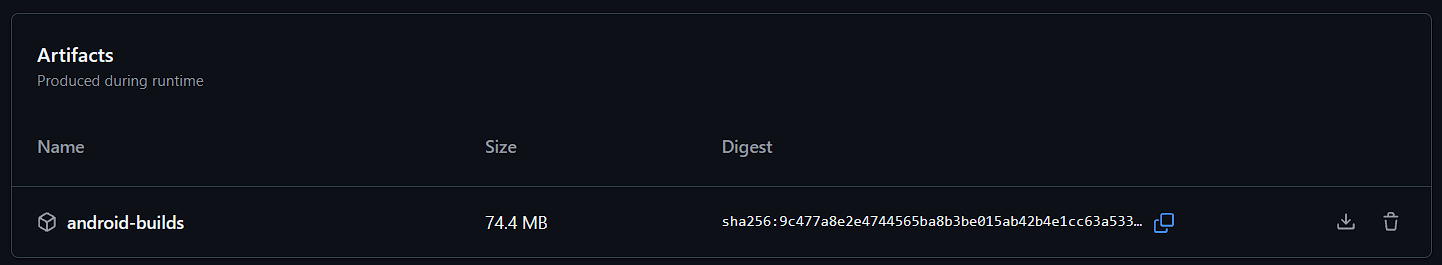 Artifacts
Produced during runtime
Name Size Digest
android-builds 74.4 MB sha256:9c477a8e2e4744565ba8b3be015ab42b4e1cc63a533…